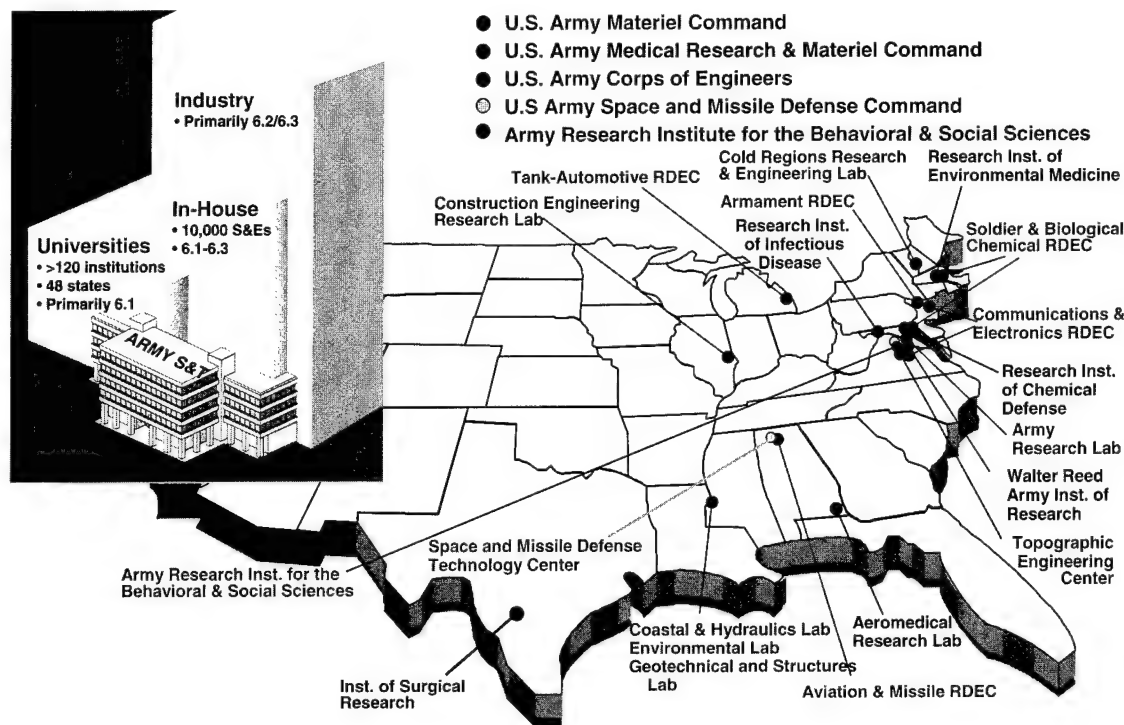 ● U.S. Army Materiel Command
● U.S. Army Medical Research & Materiel Command
● U.S. Army Corps of Engineers
● U.S Army Space and Missile Defense Command
● Army Research Institute for the Behavioral & Social Sciences
Industry
• Primarily 6.2/6.3
In-House
• 10,000 S&Es
• 6.1-6.3
Universities
• >120 institutions
• 48 states
• Primarily 6.1
ARMY S&T
Cold Regions Research
& Engineering Lab
Research Inst. of
Environmental Medicine
Tank-Automotive RDEC
Armament RDEC
Construction Engineering
Research Lab
Research Inst.
of Infectious
Disease
Soldier & Biological
Chemical RDEC
Communications &
Electronics RDEC
Research Inst.
of Chemical
Defense
Army
Research Lab
Walter Reed
Army Inst. of
Research
Topographic
Engineering
Center
Space and Missile Defense
Technology Center
Army Research Inst. for the
Behavioral & Social Sciences
Coastal & Hydraulics Lab
Environmental Lab
Geotechnical and Structures
Lab
Aeromedical
Research Lab
Aviation & Missile RDEC
Inst. of Surgical
Research